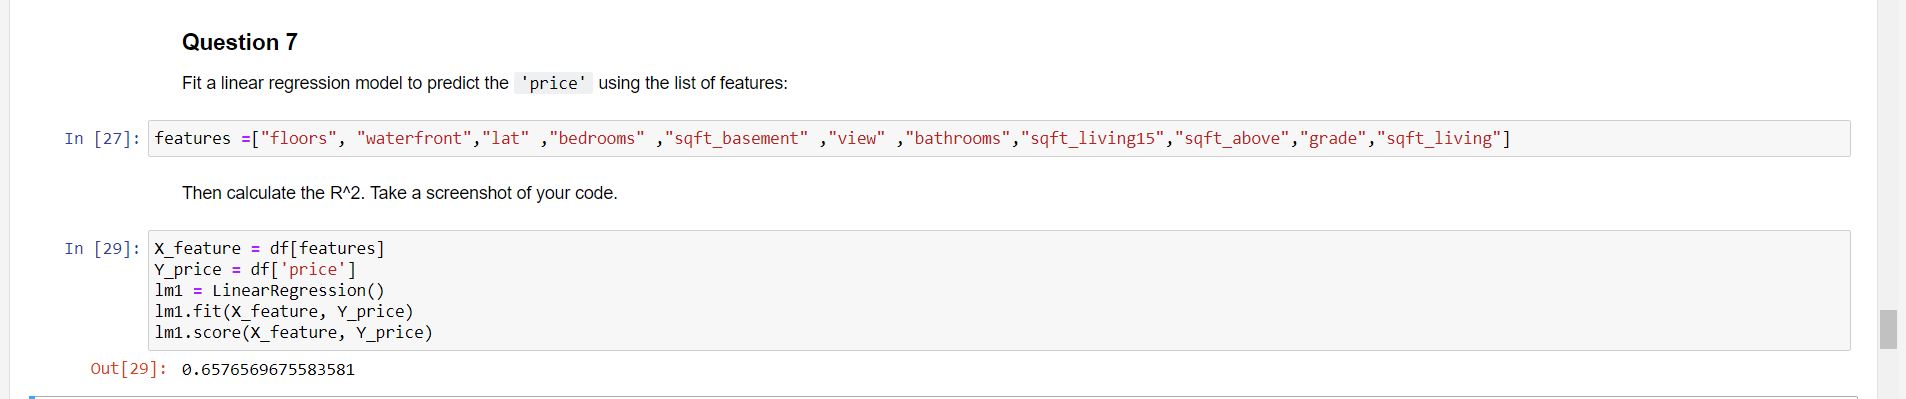 Question 7
Fit a linear regression model to predict the 'price' using the list of features:
In [27]: features =["floors", "waterfront","lat" ,"bedrooms" ,"sqft_basement" ,"view" ,"bathrooms","sqft_living15","sqft_above","grade","sqft_living"]
Then calculate the R^2. Take a screenshot of your code.
In [29]: X_feature = df[features]
Y_price = df['price']
lm1 = LinearRegression()
lm1.fit(X_feature, Y_price)
lm1.score(X_feature, Y_price)
Out[29]: 0.6576569675583581